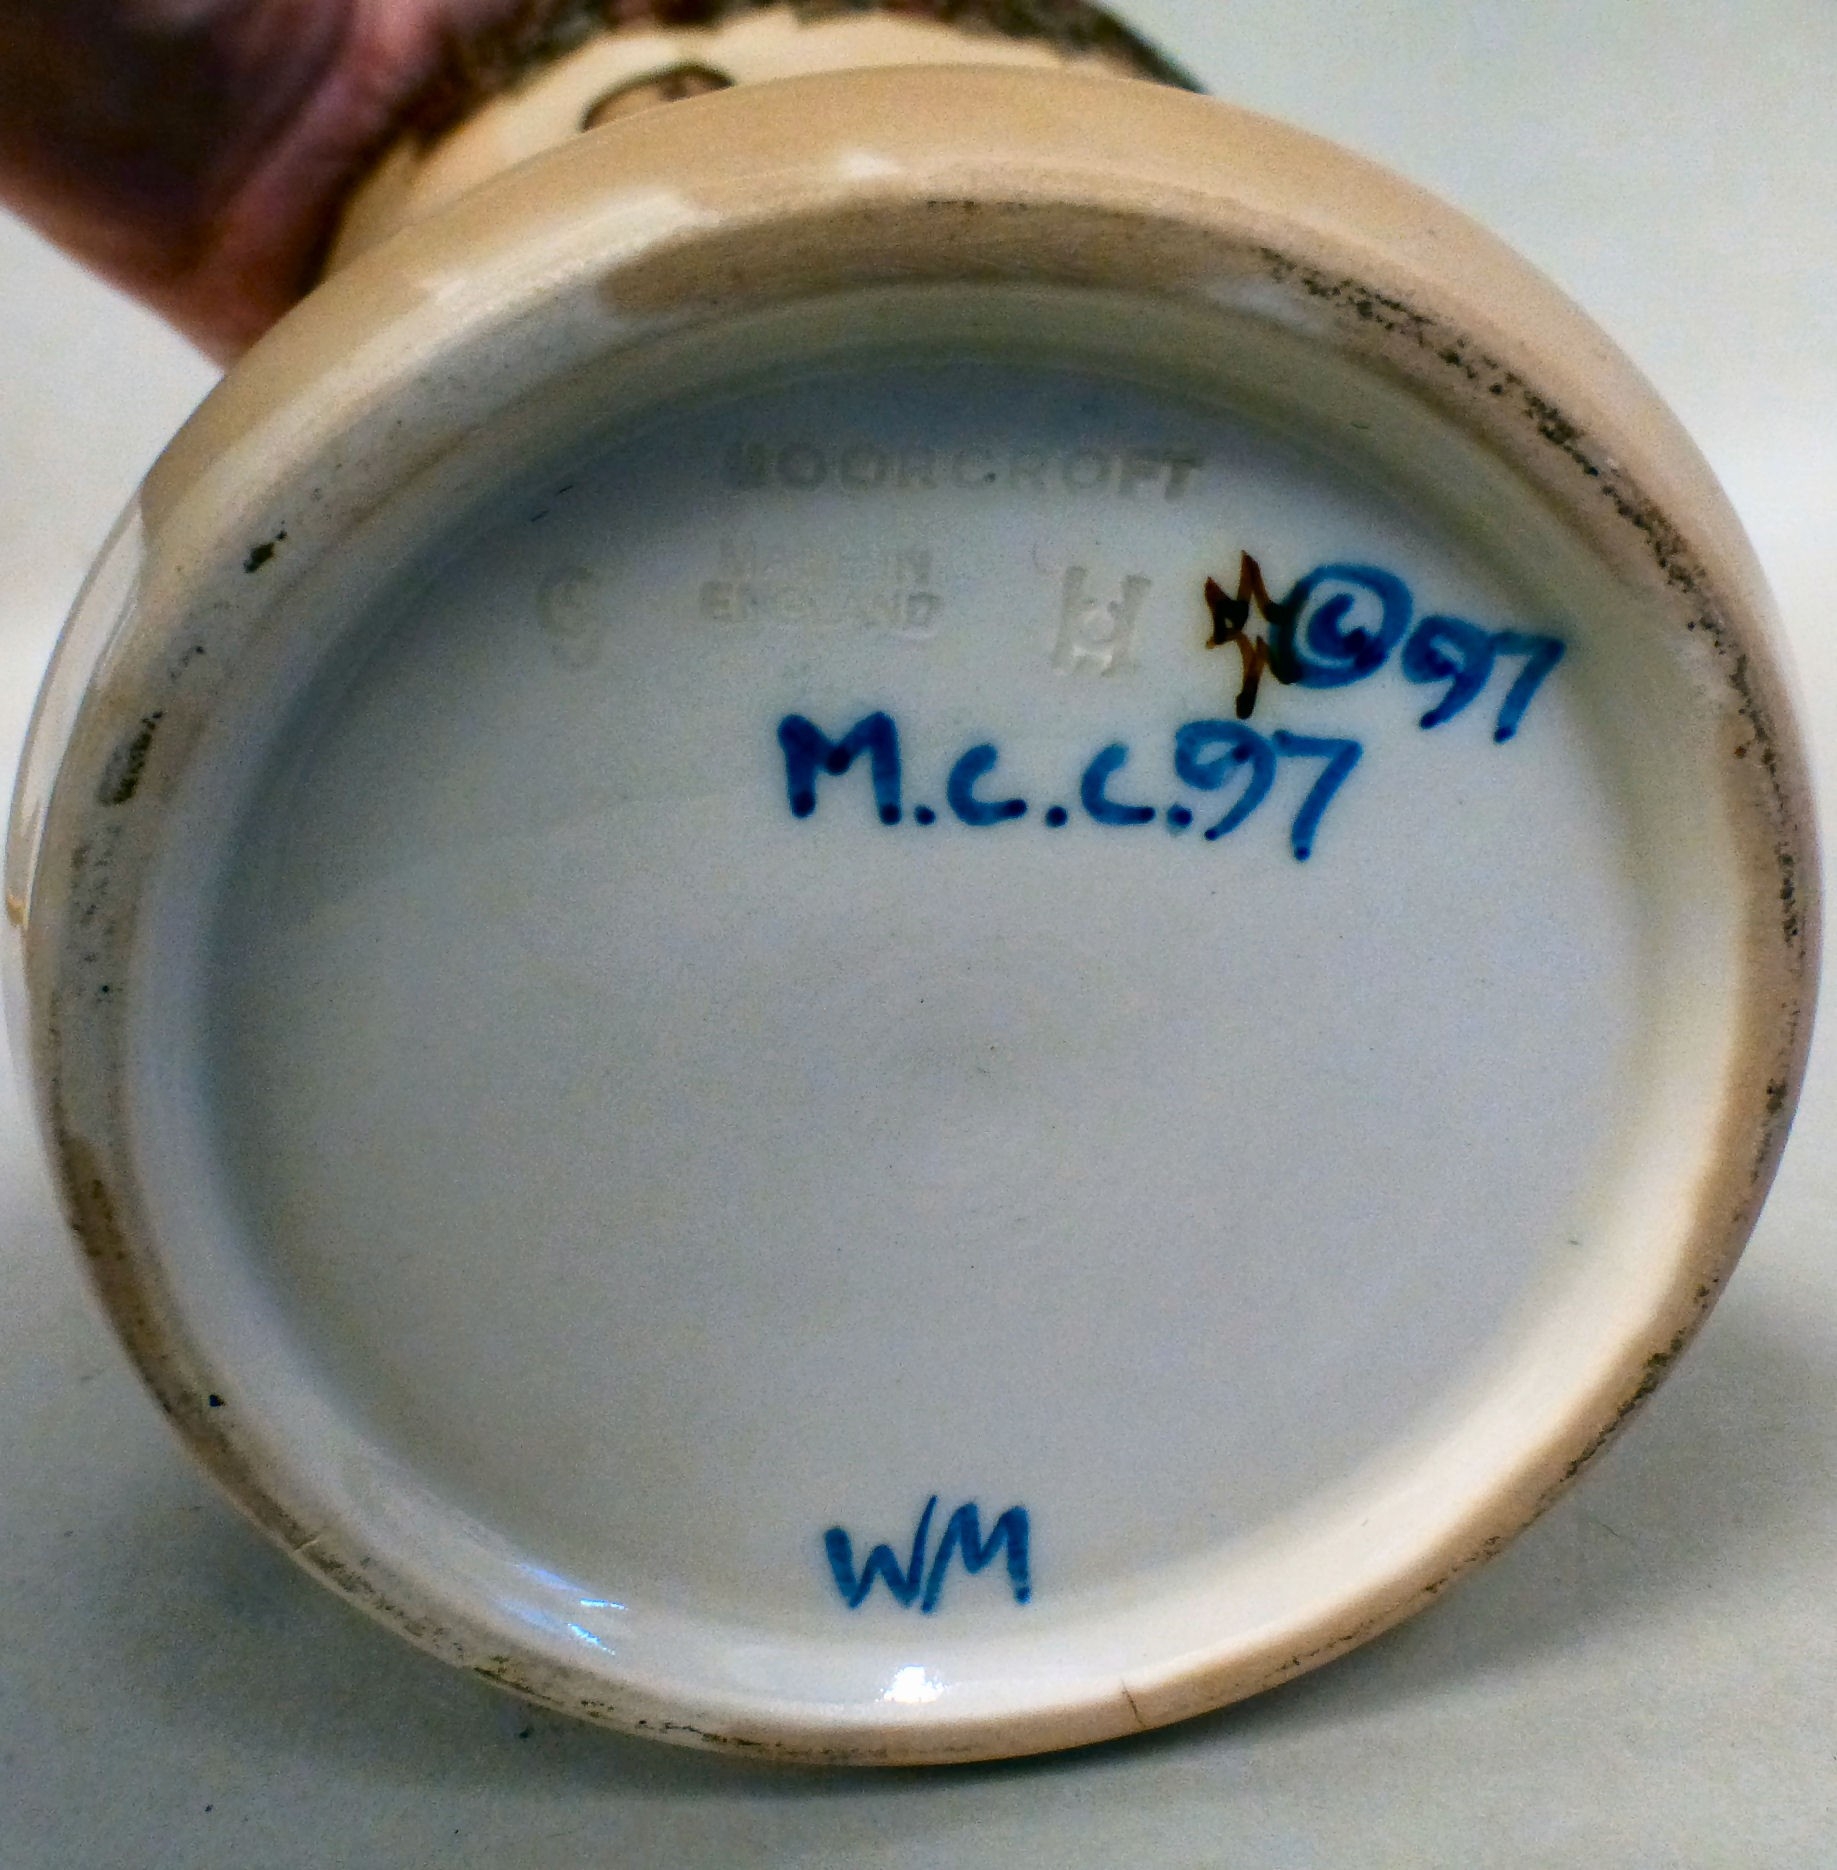 MOORCROFT
MADE IN
ENGLAND
© 97
M.C.C.97
WM